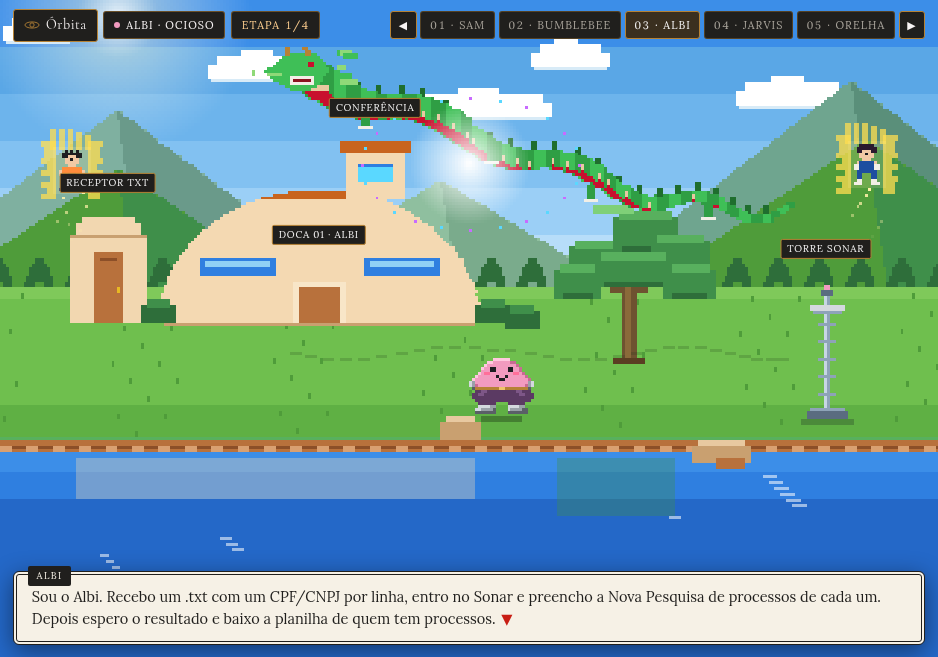 Órbita
ALBI · OCIOSO
ETAPA 1/4
◀
01 · SAM
02 · BUMBLEBEE
03 · ALBI
04 · JARVIS
05 · ORELHA
▶
CONFERÊNCIA
RECEPTOR TXT
DOCA 01 · ALBI
TORRE SONAR
ALBI
Sou o Albi. Recebo um .txt com um CPF/CNPJ por linha, entro no Sonar e preencho a Nova Pesquisa de processos de cada um.
Depois espero o resultado e baixo a planilha de quem tem processos. ▼